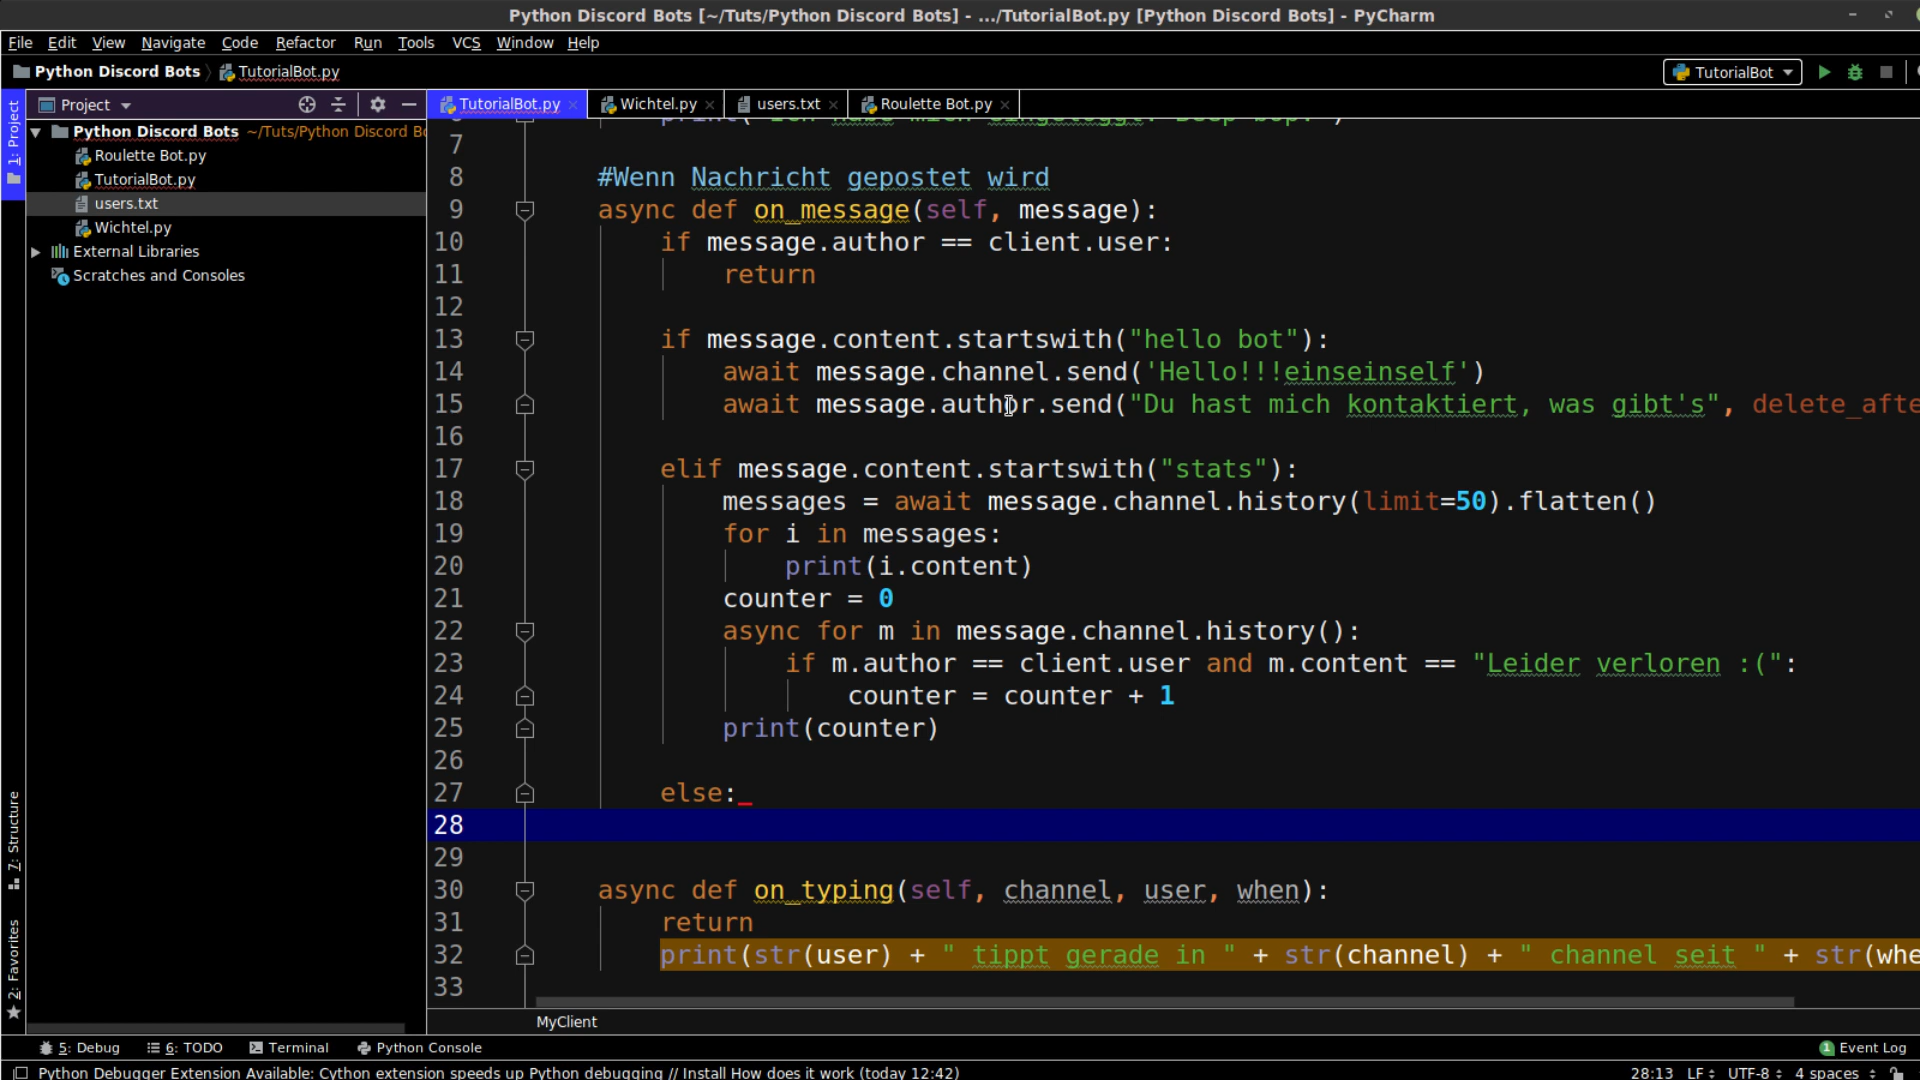 Python Discord Bots [~/Tuts/Python Discord Bots] - .../TutorialBot.py [Python Discord Bots] - PyCharm
File Edit View Navigate Code Refactor Run Tools VCS Window Help
Python Discord Bots TutorialBot.py TutorialBot
Project TutorialBot.py Wichtel.py users.txt Roulette Bot.py
1: Project
Python Discord Bots ~/Tuts/Python Discord Bo
Roulette Bot.py
TutorialBot.py
users.txt
Wichtel.py
External Libraries
Scratches and Consoles
7
8 #Wenn Nachricht gepostet wird
9 async def on_message(self, message):
10 if message.author == client.user:
11 return
12
13 if message.content.startswith("hello bot"):
14 await message.channel.send('Hello!!!einseinself')
15 await message.author.send("Du hast mich kontaktiert, was gibt's", delete_afte
16
17 elif message.content.startswith("stats"):
18 messages = await message.channel.history(limit=50).flatten()
19 for i in messages:
20 print(i.content)
21 counter = 0
22 async for m in message.channel.history():
23 if m.author == client.user and m.content == "Leider verloren :(":
24 counter = counter + 1
25 print(counter)
26
27 else:
28
29
30 async def on_typing(self, channel, user, when):
31 return
32 print(str(user) + " tippt gerade in " + str(channel) + " channel seit " + str(whe
33
MyClient
7: Structure
2: Favorites
5: Debug 6: TODO Terminal Python Console 1 Event Log
Python Debugger Extension Available: Cython extension speeds up Python debugging // Install How does it work (today 12:42) 28:13 LF UTF-8 4 spaces